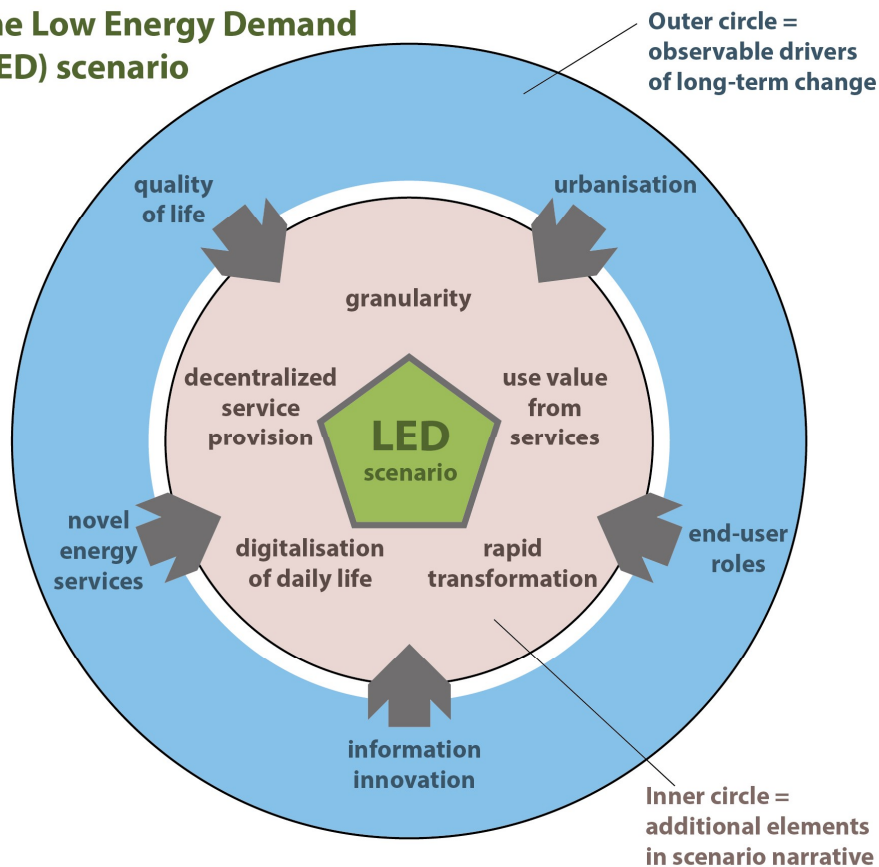 ne Low Energy Demand
ED) scenario
Outer circle =
observable drivers
of long-term change
quality
of life
urbanisation
granularity
decentralized
service
provision
use value
from
services
LED
scenario
novel
energy
services
digitalisation
of daily life
rapid
transformation
end-user
roles
information
innovation
Inner circle =
additional elements
in scenario narrative